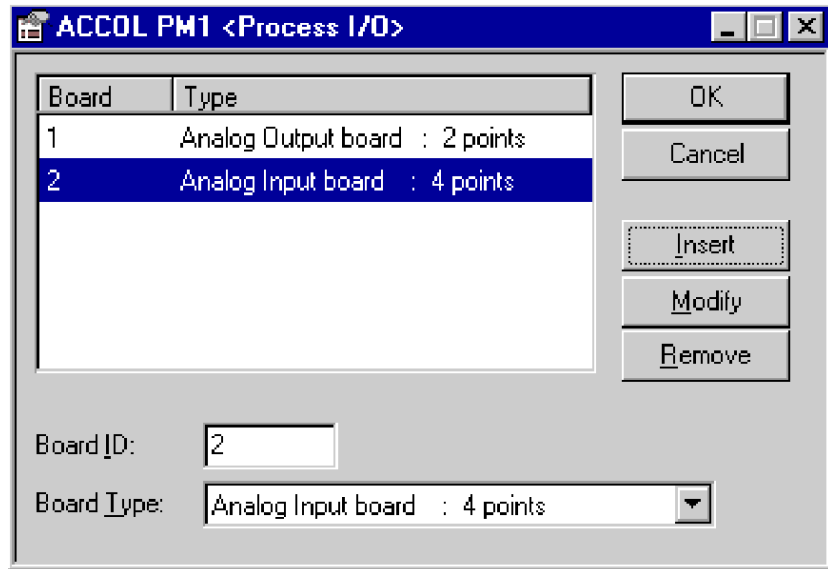 ACCOL PM1 <Process I/O>
Board Type
1 Analog Output board : 2 points
2 Analog Input board : 4 points
OK
Cancel
Insert
Modify
Remove
Board ID: 2
Board Type: Analog Input board : 4 points